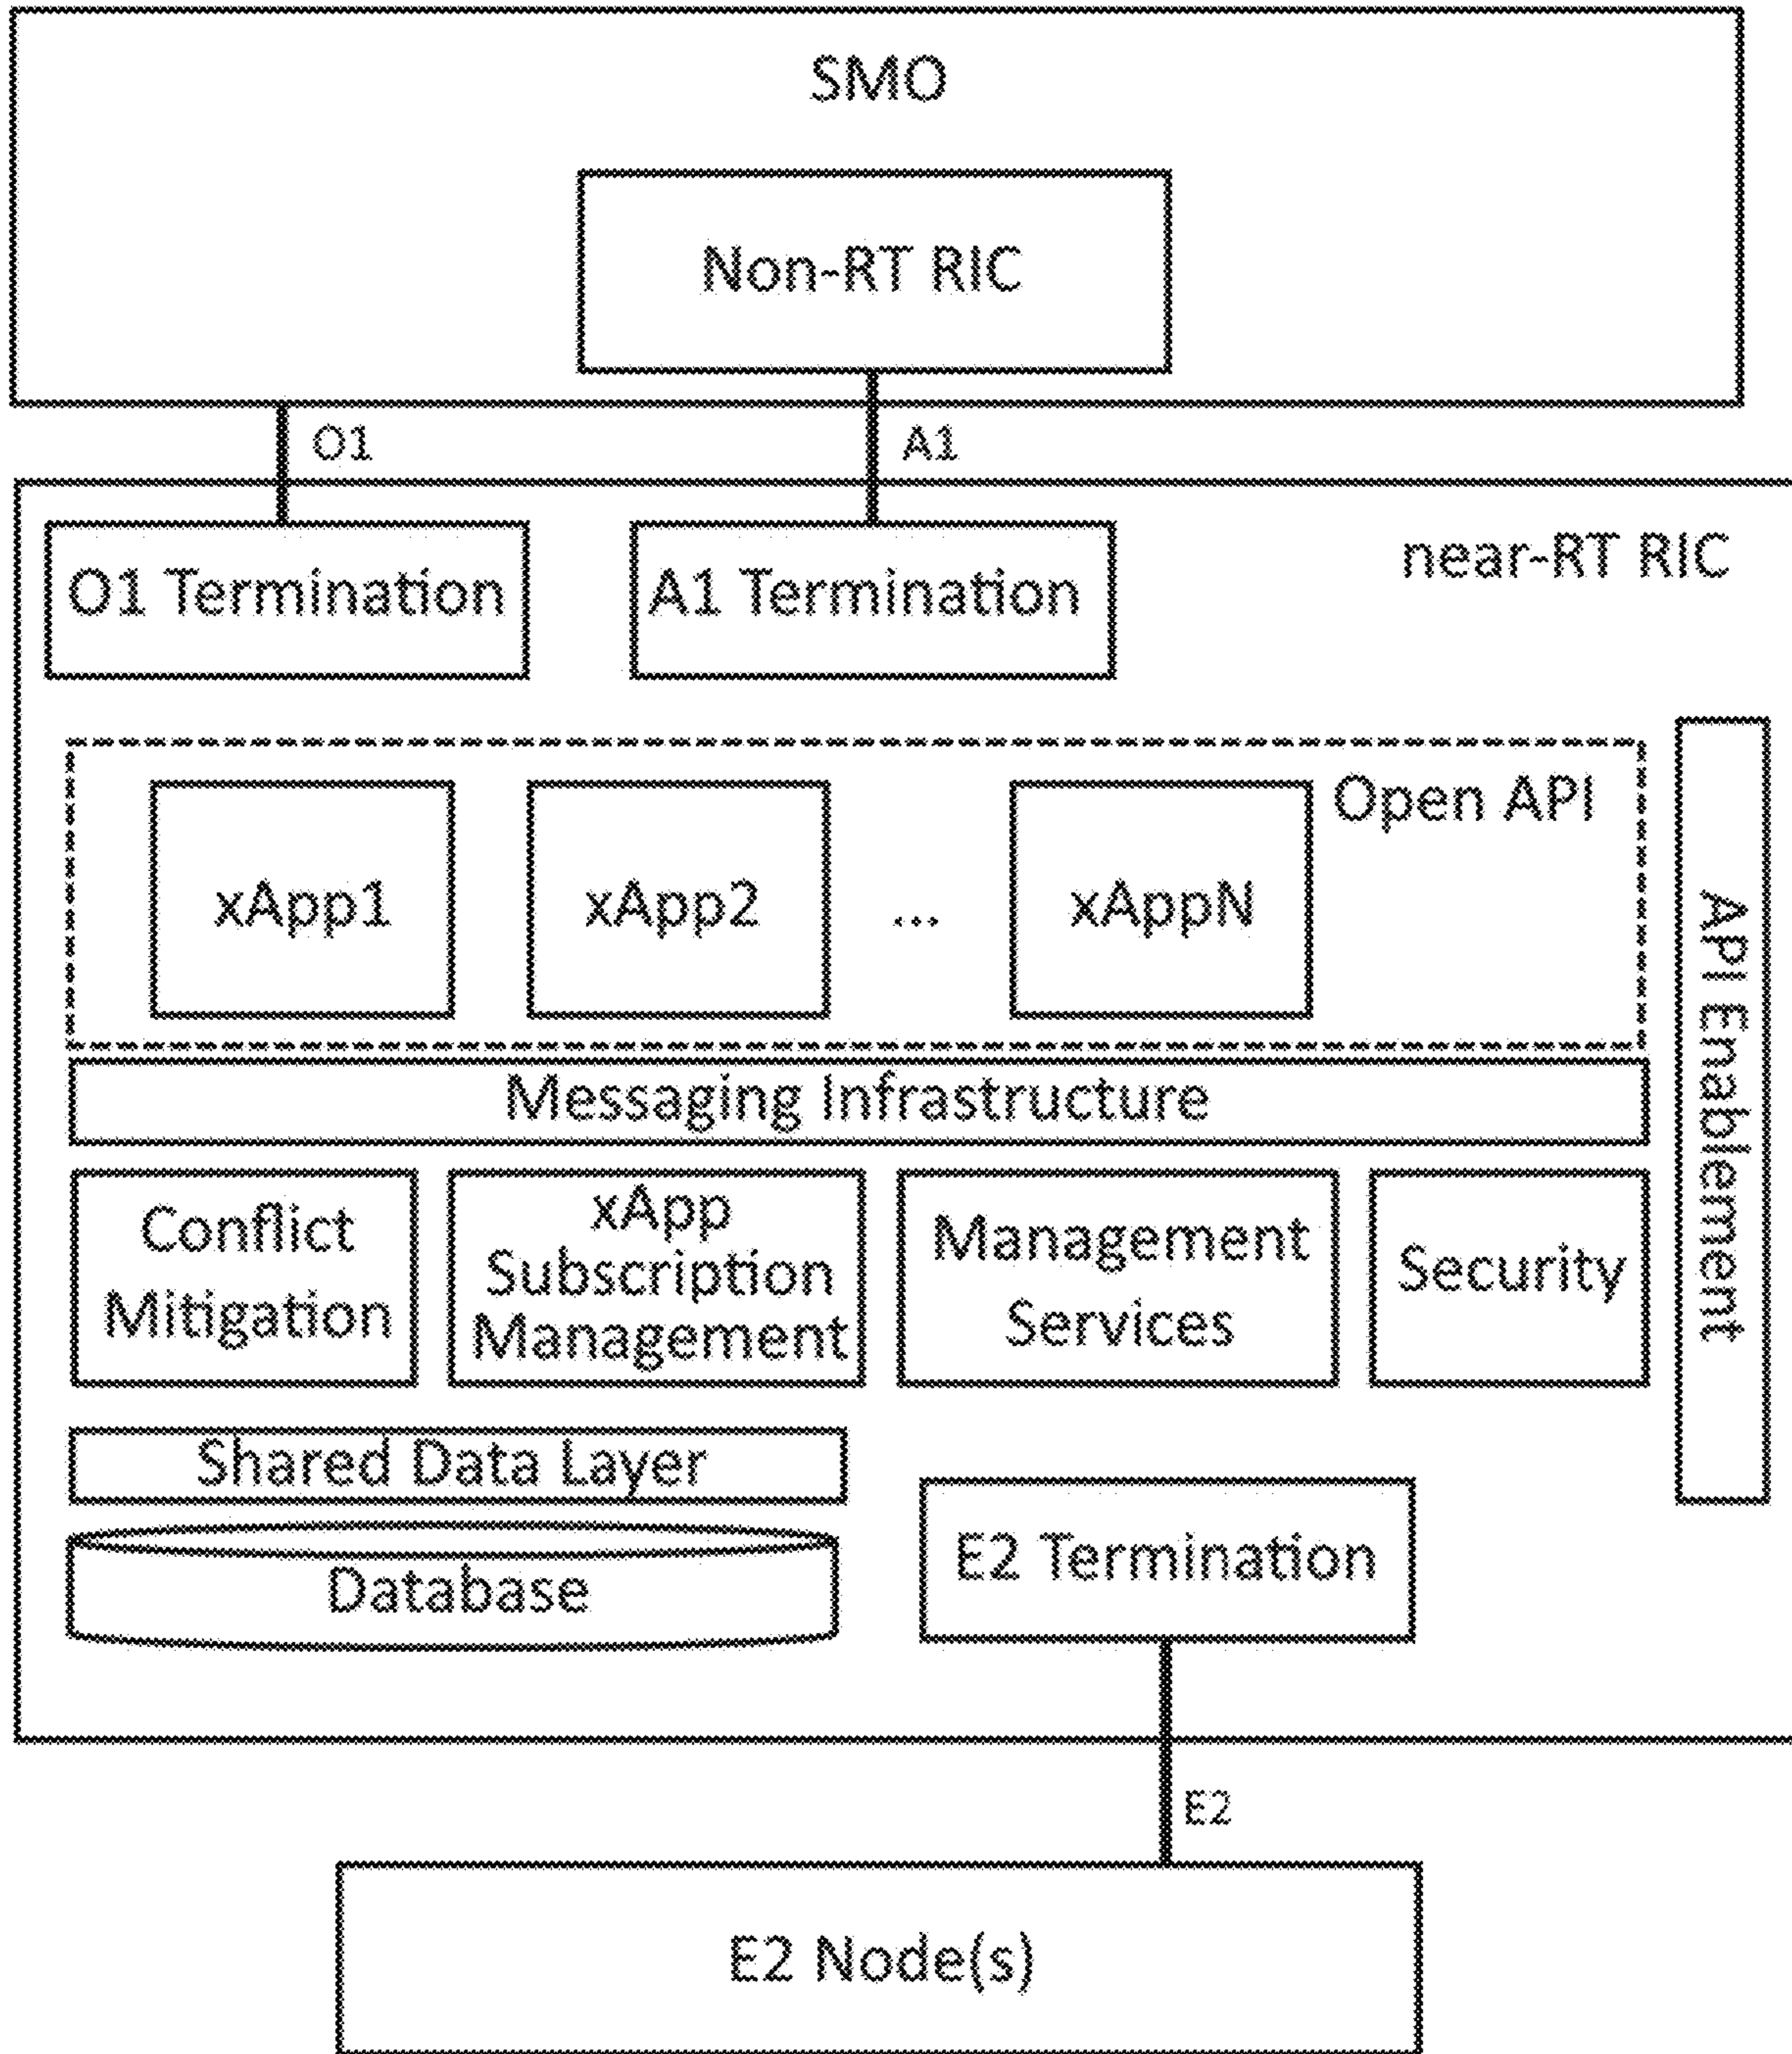 SMO
Non-RT RIC
O1
A1
near-RT RIC
O1 Termination
A1 Termination
Open API
xApp1
xApp2
...
xAppN
API Enablement
Messaging Infrastructure
Conflict
Mitigation
xApp
Subscription
Management
Management
Services
Security
Shared Data Layer
Database
E2 Termination
E2
E2 Node(s)